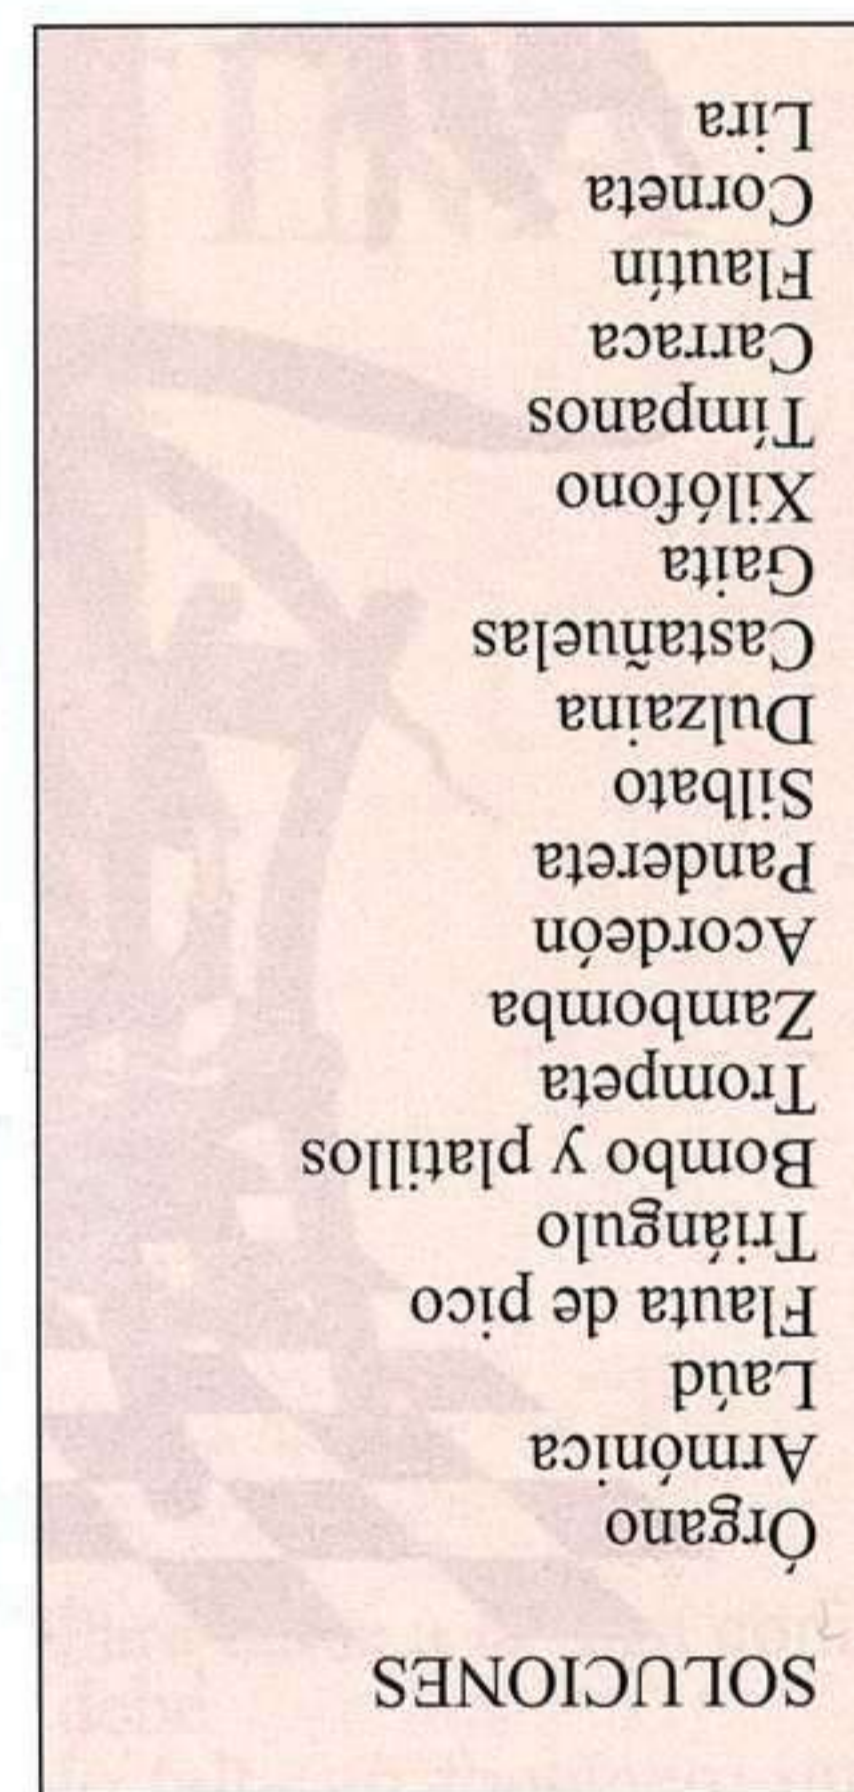 SOLUCIONES
Órgano
Armónica
Laúd
Flauta de pico
Triángulo
Bombo y platillos
Trompeta
Zambomba
Acordeón
Pandereta
Silbato
Dulzaina
Castañuelas
Gaita
Xilófono
Tímpanos
Carraca
Flautín
Corneta
Lira